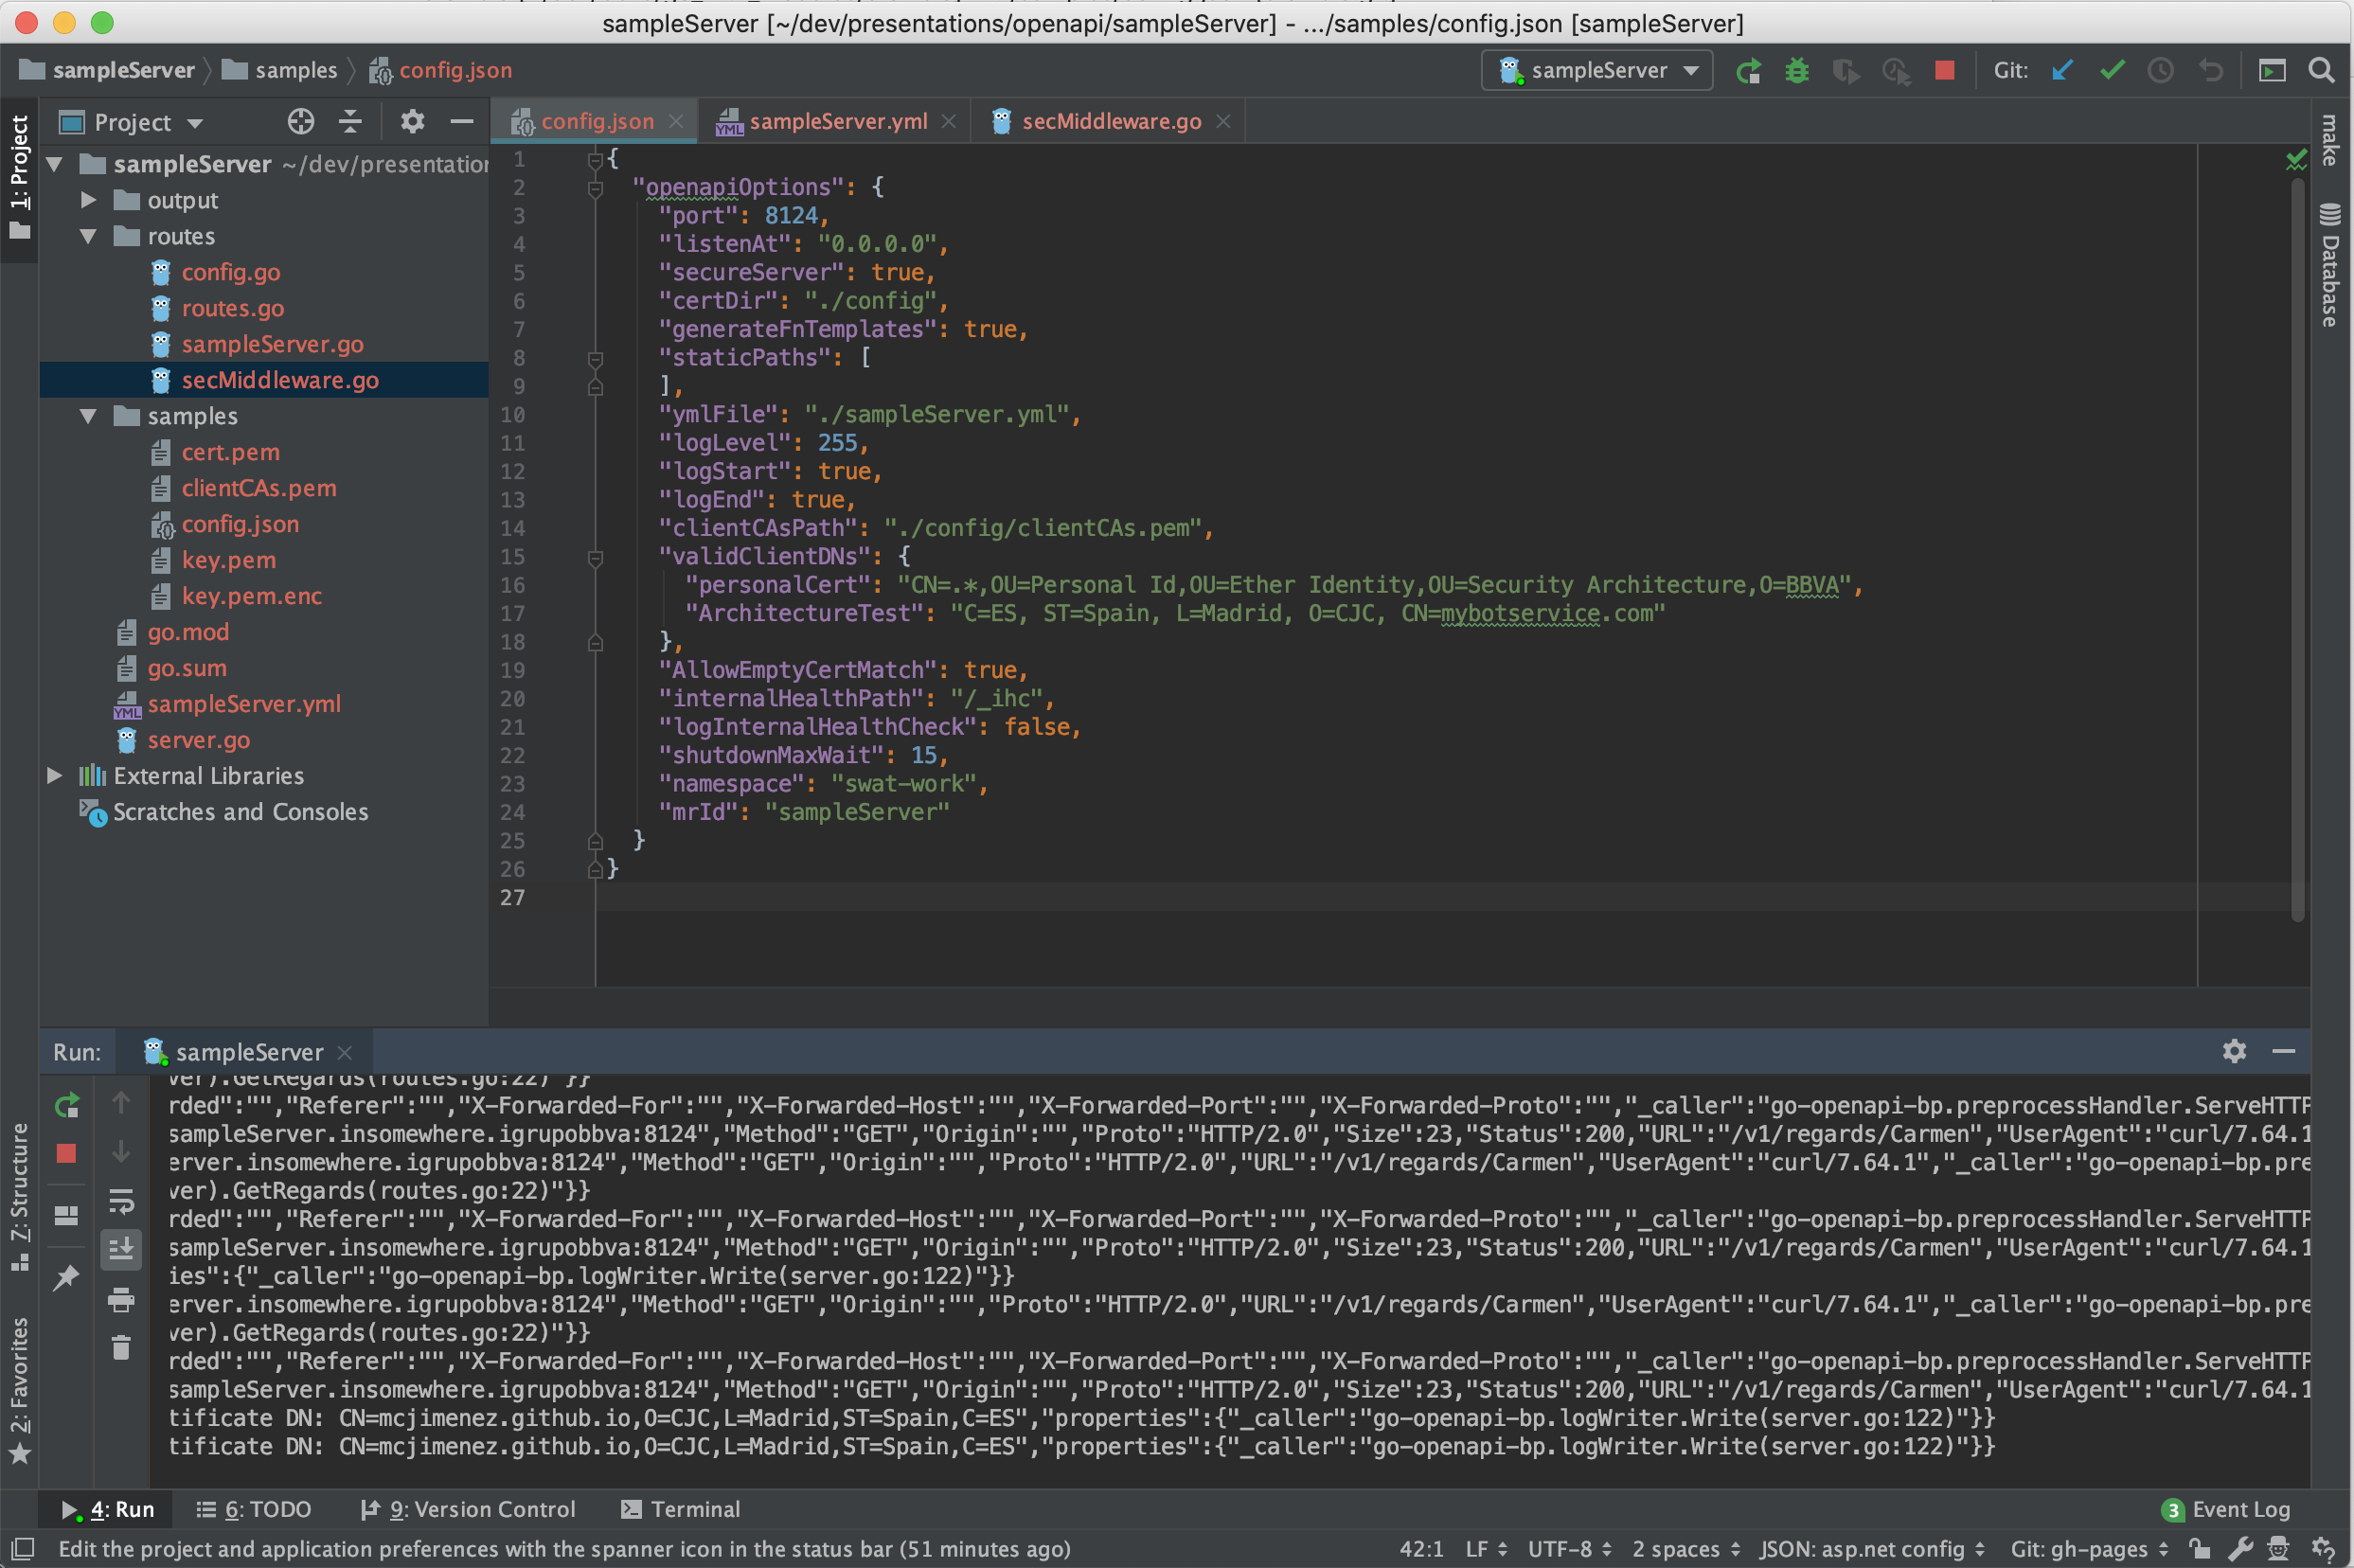 sampleServer [~/dev/presentations/openapi/sampleServer] - .../samples/config.json [sampleServer]
sampleServer samples config.json sampleServer Git:
1: Project
Project
config.json sampleServer.yml secMiddleware.go
sampleServer ~/dev/presentation
output
routes
config.go
routes.go
sampleServer.go
secMiddleware.go
samples
cert.pem
clientCAs.pem
config.json
key.pem
key.pem.enc
go.mod
go.sum
YML sampleServer.yml
server.go
External Libraries
Scratches and Consoles
1 {
2 "openapiOptions": {
3 "port": 8124,
4 "listenAt": "0.0.0.0",
5 "secureServer": true,
6 "certDir": "./config",
7 "generateFnTemplates": true,
8 "staticPaths": [
9 ],
10 "ymlFile": "./sampleServer.yml",
11 "logLevel": 255,
12 "logStart": true,
13 "logEnd": true,
14 "clientCAsPath": "./config/clientCAs.pem",
15 "validClientDNs": {
16 "personalCert": "CN=.*,OU=Personal Id,OU=Ether Identity,OU=Security Architecture,O=BBVA",
17 "ArchitectureTest": "C=ES, ST=Spain, L=Madrid, O=CJC, CN=mybotservice.com"
18 },
19 "AllowEmptyCertMatch": true,
20 "internalHealthPath": "/_ihc",
21 "logInternalHealthCheck": false,
22 "shutdownMaxWait": 15,
23 "namespace": "swat-work",
24 "mrId": "sampleServer"
25 }
26 }
27
make
Database
Run: sampleServer
ver).GetRegards(routes.go:22)"}}
rded":"","Referer":"","X-Forwarded-For":"","X-Forwarded-Host":"","X-Forwarded-Port":"","X-Forwarded-Proto":"","_caller":"go-openapi-bp.preprocessHandler.ServeHTTP
sampleServer.insomewhere.igrupobbva:8124","Method":"GET","Origin":"","Proto":"HTTP/2.0","Size":23,"Status":200,"URL":"/v1/regards/Carmen","UserAgent":"curl/7.64.1
erver.insomewhere.igrupobbva:8124","Method":"GET","Origin":"","Proto":"HTTP/2.0","URL":"/v1/regards/Carmen","UserAgent":"curl/7.64.1","_caller":"go-openapi-bp.pre
ver).GetRegards(routes.go:22)"}}
rded":"","Referer":"","X-Forwarded-For":"","X-Forwarded-Host":"","X-Forwarded-Port":"","X-Forwarded-Proto":"","_caller":"go-openapi-bp.preprocessHandler.ServeHTTP
sampleServer.insomewhere.igrupobbva:8124","Method":"GET","Origin":"","Proto":"HTTP/2.0","Size":23,"Status":200,"URL":"/v1/regards/Carmen","UserAgent":"curl/7.64.1
ies":{"_caller":"go-openapi-bp.logWriter.Write(server.go:122)"}}
erver.insomewhere.igrupobbva:8124","Method":"GET","Origin":"","Proto":"HTTP/2.0","URL":"/v1/regards/Carmen","UserAgent":"curl/7.64.1","_caller":"go-openapi-bp.pre
ver).GetRegards(routes.go:22)"}}
rded":"","Referer":"","X-Forwarded-For":"","X-Forwarded-Host":"","X-Forwarded-Port":"","X-Forwarded-Proto":"","_caller":"go-openapi-bp.preprocessHandler.ServeHTTP
sampleServer.insomewhere.igrupobbva:8124","Method":"GET","Origin":"","Proto":"HTTP/2.0","Size":23,"Status":200,"URL":"/v1/regards/Carmen","UserAgent":"curl/7.64.1
tificate DN: CN=mcjimenez.github.io,O=CJC,L=Madrid,ST=Spain,C=ES","properties":{"_caller":"go-openapi-bp.logWriter.Write(server.go:122)"}}
tificate DN: CN=mcjimenez.github.io,O=CJC,L=Madrid,ST=Spain,C=ES","properties":{"_caller":"go-openapi-bp.logWriter.Write(server.go:122)"}}
7: Structure
2: Favorites
4: Run 6: TODO 9: Version Control Terminal 3 Event Log
Edit the project and application preferences with the spanner icon in the status bar (51 minutes ago) 42:1 LF UTF-8 2 spaces JSON: asp.net config Git: gh-pages